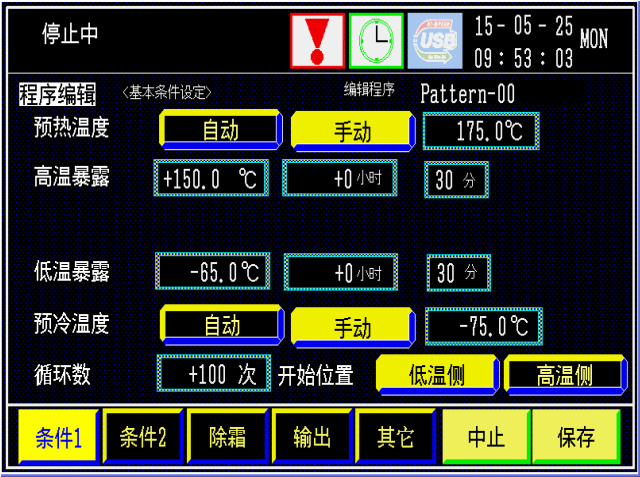 停止中
USB
15-05-25 MON
09:53:03
程序编辑 〈基本条件设定〉 编辑程序 Pattern-00
预热温度 自动 手动 175.0℃
高温暴露 +150.0 ℃ +0 小时 30 分
低温暴露 -65.0℃ +0 小时 30 分
预冷温度 自动 手动 -75.0℃
循环数 +100 次 开始位置 低温侧 高温侧
条件1 条件2 除霜 输出 其它 中止 保存